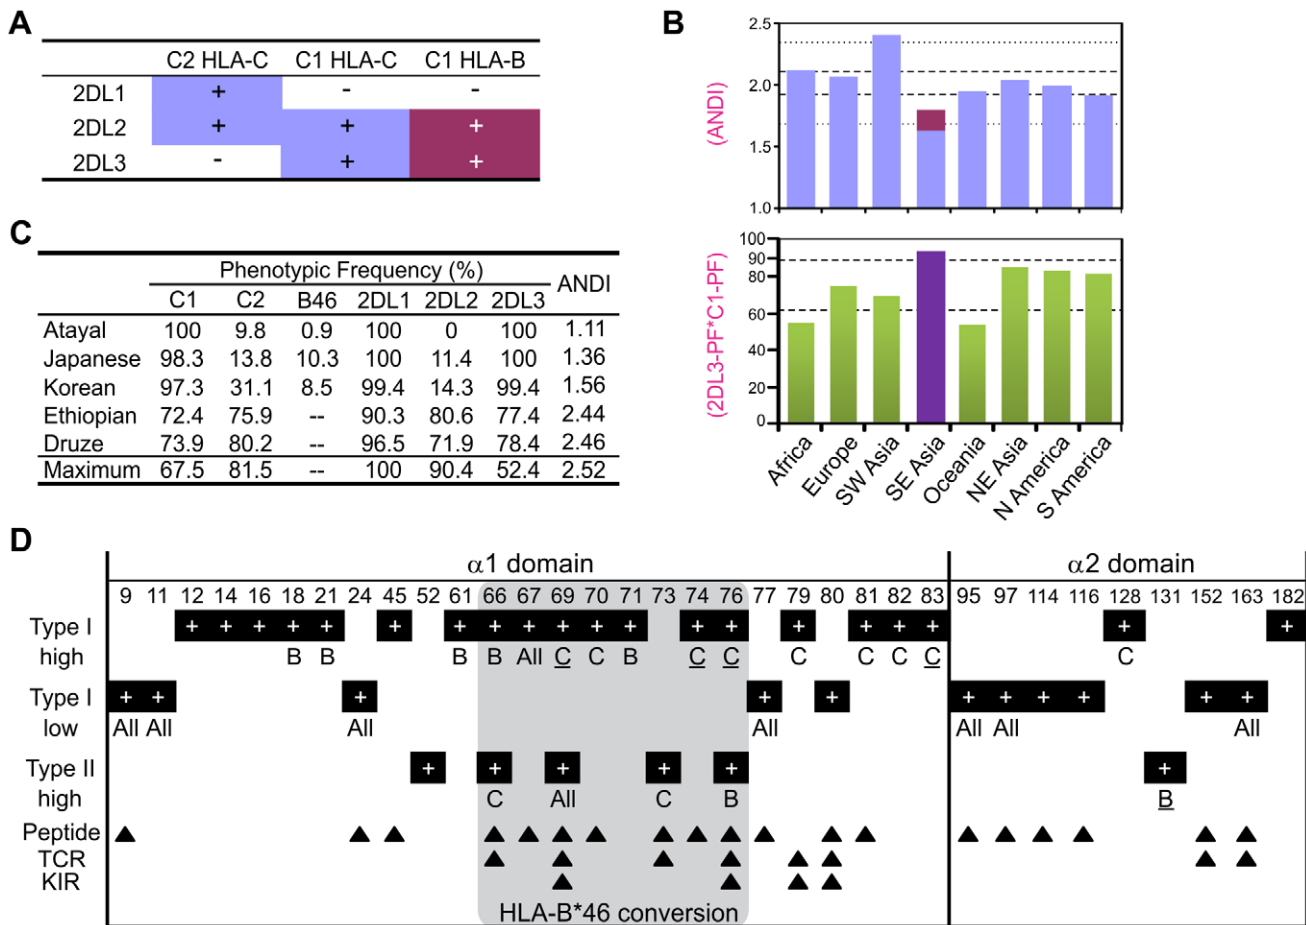 A
C2 HLA-C C1 HLA-C C1 HLA-B
2DL1 + - -
2DL2 + + +
2DL3 - + +
B
(ANDI)
2.5
2.0
1.5
1.0
(2DL3-PF*C1-PF)
100
90
80
60
40
20
0
Africa
Europe
SW Asia
SE Asia
Oceania
NE Asia
N America
S America
C
Phenotypic Frequency (%) ANDI
C1 C2 B46 2DL1 2DL2 2DL3
Atayal 100 9.8 0.9 100 0 100 1.11
Japanese 98.3 13.8 10.3 100 11.4 100 1.36
Korean 97.3 31.1 8.5 99.4 14.3 99.4 1.56
Ethiopian 72.4 75.9 -- 90.3 80.6 77.4 2.44
Druze 73.9 80.2 -- 96.5 71.9 78.4 2.46
Maximum 67.5 81.5 -- 100 90.4 52.4 2.52
D
α1 domain α2 domain
9 11 12 14 16 18 21 24 45 52 61 66 67 69 70 71 73 74 76 77 79 80 81 82 83 95 97 114 116 128 131 152 163 182
Type I + + + + + + + + + + + + + + + + + + + +
high B B B B All C C B C C C C C C C
Type I + + + + + + + + + + +
low All All All All All All All
Type II + + + + + +
high C All C B B
Peptide
TCR
KIR
HLA-B*46 conversion